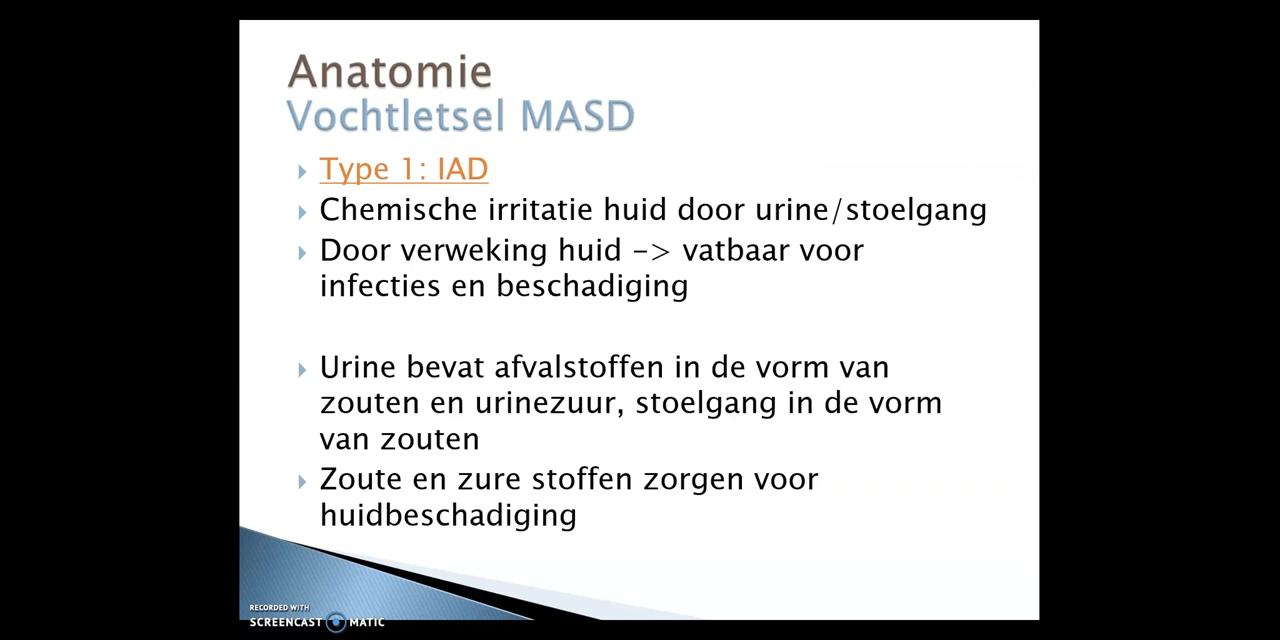 Anatomie
Vochtletsel MASD
Type 1: IAD
Chemische irritatie huid door urine/stoelgang
Door verweking huid -> vatbaar voor
infecties en beschadiging
Urine bevat afvalstoffen in de vorm van
zouten en urinezuur, stoelgang in de vorm
van zouten
Zoute en zure stoffen zorgen voor
huidbeschadiging
RECORDED WITH
SCREENCAST MATIC